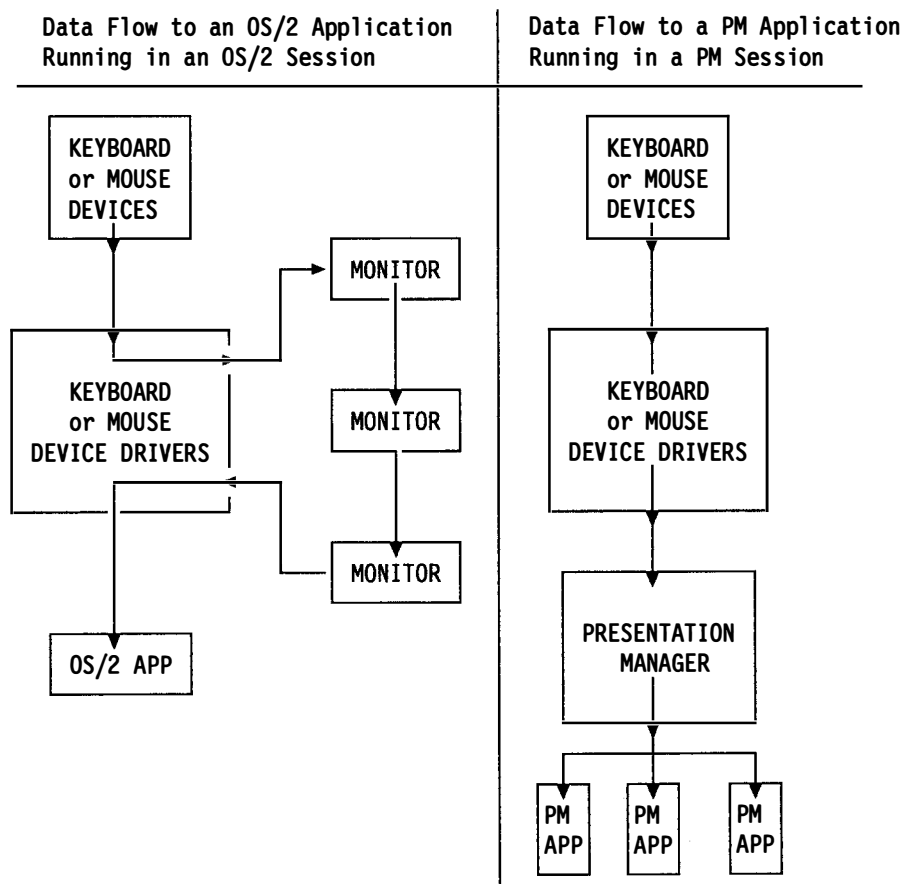 Data Flow to an OS/2 Application
Running in an OS/2 Session
KEYBOARD
or MOUSE
DEVICES
MONITOR
KEYBOARD
or MOUSE
DEVICE DRIVERS
MONITOR
MONITOR
OS/2 APP
Data Flow to a PM Application
Running in a PM Session
KEYBOARD
or MOUSE
DEVICES
KEYBOARD
or MOUSE
DEVICE DRIVERS
PRESENTATION
MANAGER
PM
APP
PM
APP
PM
APP